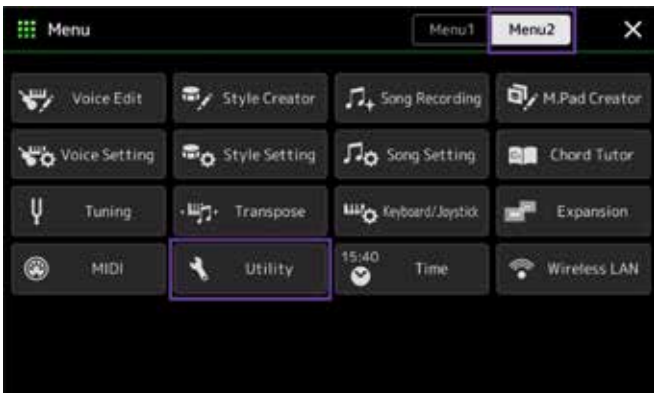 Menu Menu1 Menu2
Voice Edit Style Creator Song Recording M.Pad Creator
Voice Setting Style Setting Song Setting Chord Tutor
Tuning Transpose Keyboard/Joystick Expansion
MIDI Utility 15:40 Time Wireless LAN